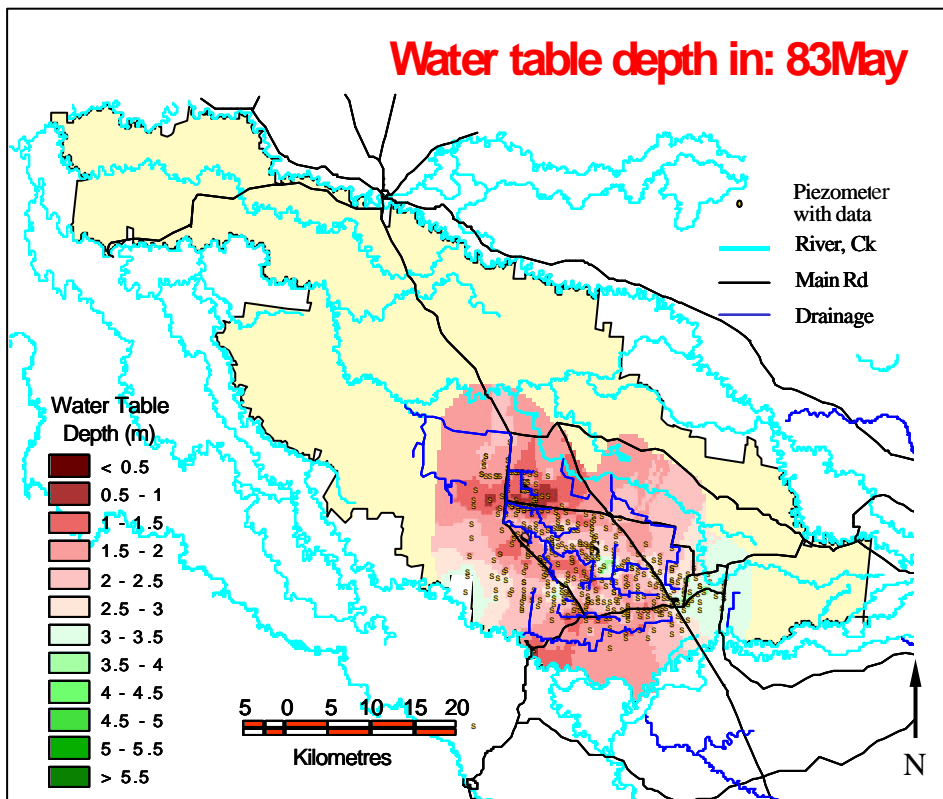 Water table depth in: 83May
Piezometer
with data
River, Ck
Main Rd
Drainage
Water Table
Depth (m)
< 0.5
0.5 - 1
1 - 1.5
1.5 - 2
2 - 2.5
2.5 - 3
3 - 3.5
3.5 - 4
4 - 4.5
4.5 - 5
5 - 5.5
> 5.5
5 0 5 10 15 20
Kilometres
N